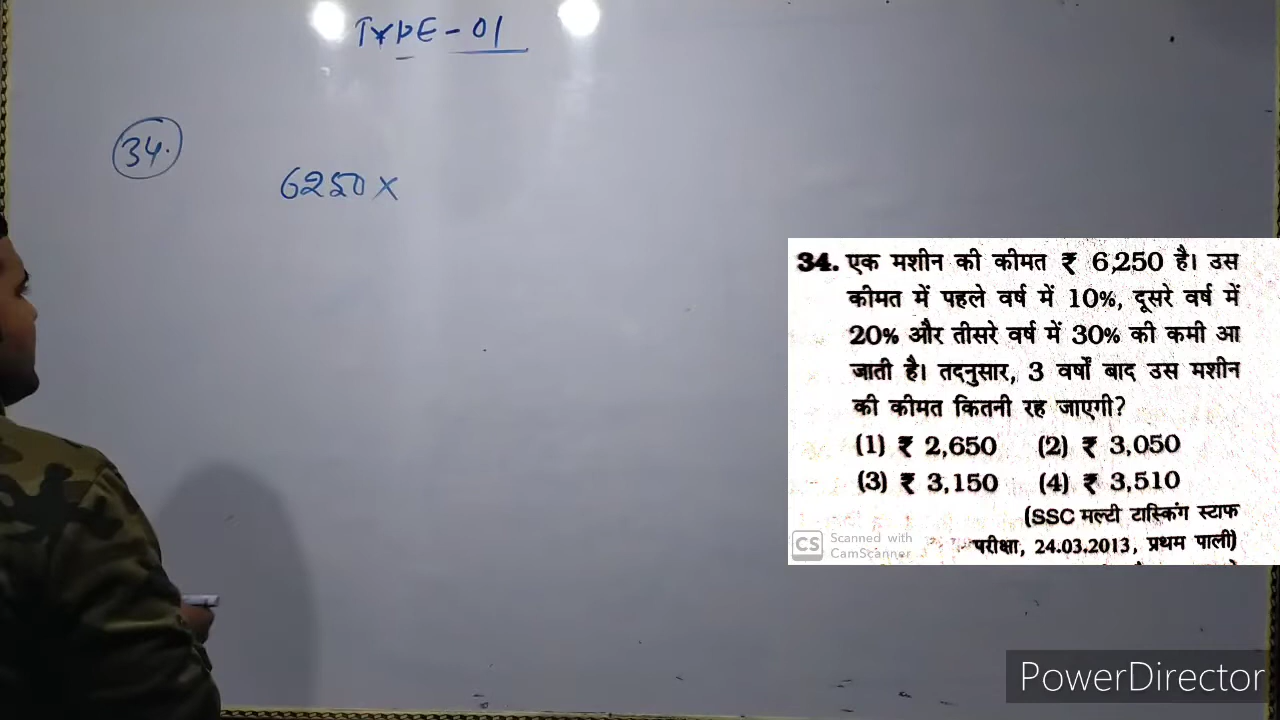 TYPE-01
34.
6250 x
34. एक मशीन की कीमत ₹ 6,250 है। उस
कीमत में पहले वर्ष में 10%, दूसरे वर्ष में
20% और तीसरे वर्ष में 30% की कमी आ
जाती है। तदनुसार, 3 वर्षों बाद उस मशीन
की कीमत कितनी रह जाएगी?
(1) ₹ 2,650 (2) ₹ 3,050
(3) ₹ 3,150 (4) ₹ 3,510
(SSC मल्टी टास्किंग स्टाफ
परीक्षा, 24.03.2013, प्रथम पाली)
CS Scanned with
CamScanner
PowerDirector